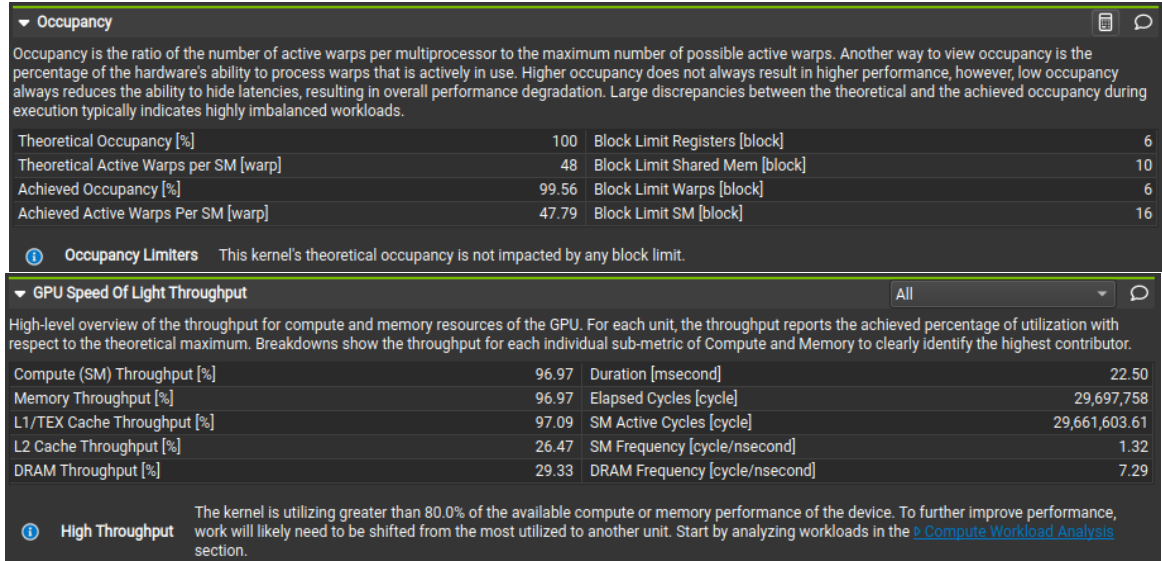 Occupancy
Occupancy is the ratio of the number of active warps per multiprocessor to the maximum number of possible active warps. Another way to view occupancy is the
percentage of the hardware's ability to process warps that is actively in use. Higher occupancy does not always result in higher performance, however, low occupancy
always reduces the ability to hide latencies, resulting in overall performance degradation. Large discrepancies between the theoretical and the achieved occupancy during
execution typically indicates highly imbalanced workloads.
Theoretical Occupancy [%] 100 Block Limit Registers [block] 6
Theoretical Active Warps per SM [warp] 48 Block Limit Shared Mem [block] 10
Achieved Occupancy [%] 99.56 Block Limit Warps [block] 6
Achieved Active Warps Per SM [warp] 47.79 Block Limit SM [block] 16
Occupancy Limiters This kernel's theoretical occupancy is not impacted by any block limit.
GPU Speed Of Light Throughput All
High-level overview of the throughput for compute and memory resources of the GPU. For each unit, the throughput reports the achieved percentage of utilization with
respect to the theoretical maximum. Breakdowns show the throughput for each individual sub-metric of Compute and Memory to clearly identify the highest contributor.
Compute (SM) Throughput [%] 96.97 Duration [msecond] 22.50
Memory Throughput [%] 96.97 Elapsed Cycles [cycle] 29,697,758
L1/TEX Cache Throughput [%] 97.09 SM Active Cycles [cycle] 29,661,603.61
L2 Cache Throughput [%] 26.47 SM Frequency [cycle/nsecond] 1.32
DRAM Throughput [%] 29.33 DRAM Frequency [cycle/nsecond] 7.29
The kernel is utilizing greater than 80.0% of the available compute or memory performance of the device. To further improve performance,
High Throughput work will likely need to be shifted from the most utilized to another unit. Start by analyzing workloads in the Compute Workload Analysis
section.